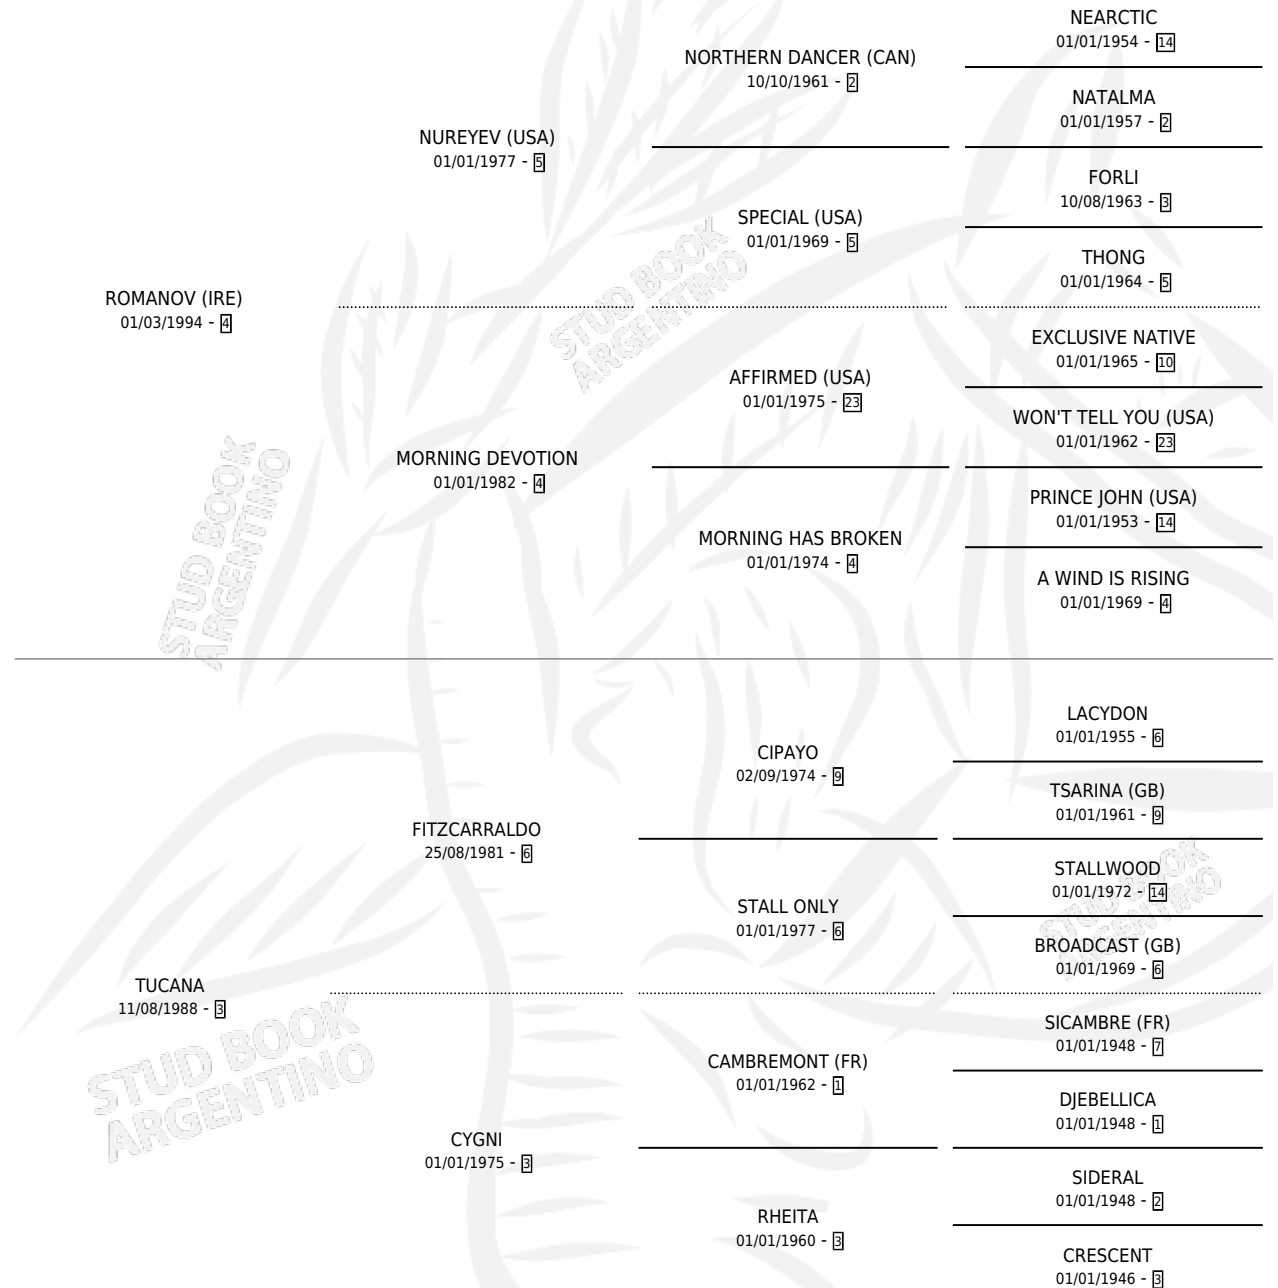 NEARCTIC
01/01/1954 - 14
NORTHERN DANCER (CAN)
10/10/1961 - 2
NATALMA
01/01/1957 - 2
NUREYEV (USA)
01/01/1977 - 5
FORLI
10/08/1963 - 3
SPECIAL (USA)
01/01/1969 - 5
THONG
01/01/1964 - 5
ROMANOV (IRE)
01/03/1994 - 4
EXCLUSIVE NATIVE
01/01/1965 - 10
AFFIRMED (USA)
01/01/1975 - 23
WON'T TELL YOU (USA)
01/01/1962 - 23
MORNING DEVOTION
01/01/1982 - 4
PRINCE JOHN (USA)
01/01/1953 - 14
MORNING HAS BROKEN
01/01/1974 - 4
A WIND IS RISING
01/01/1969 - 4
LACYDON
01/01/1955 - 6
CIPAYO
02/09/1974 - 9
TSARINA (GB)
01/01/1961 - 9
FITZCARRALDO
25/08/1981 - 6
STALLWOOD
01/01/1972 - 14
STALL ONLY
01/01/1977 - 6
BROADCAST (GB)
01/01/1969 - 6
TUCANA
11/08/1988 - 3
SICAMBRE (FR)
01/01/1948 - 7
CAMBREMONT (FR)
01/01/1962 - 1
DJEBELLICA
01/01/1948 - 1
CYGNI
01/01/1975 - 3
SIDERAL
01/01/1948 - 2
RHEITA
01/01/1960 - 3
CRESCENT
01/01/1946 - 3
STUD BOOK
ARGENTINO
STUD BOOK
ARGENTINO
STUD BOOK
ARGENTINO
STUD BOOK
ARGENTINO